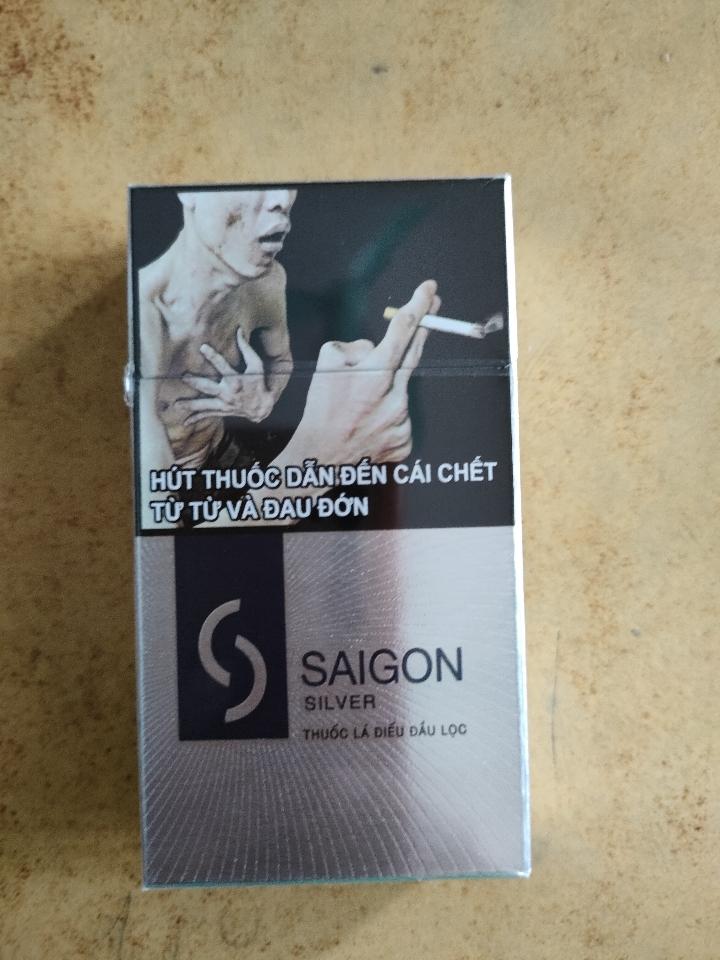 HÚT THUỐC DẪN ĐẾN CÁI CHẾT
TỪ TỪ VÀ ĐAU ĐỚN
SAIGON
SILVER
THUỐC LÁ ĐIẾU ĐẦU LỌC